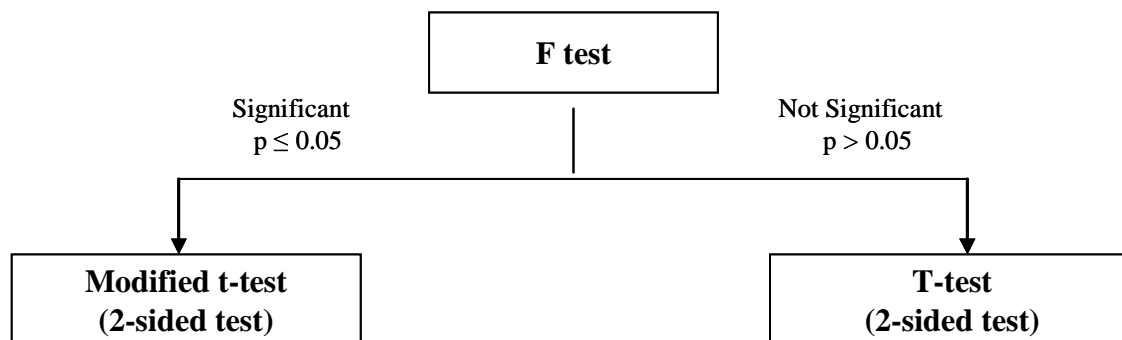 F test
Significant
p ≤ 0.05
Not Significant
p > 0.05
Modified t-test
(2-sided test)
T-test
(2-sided test)